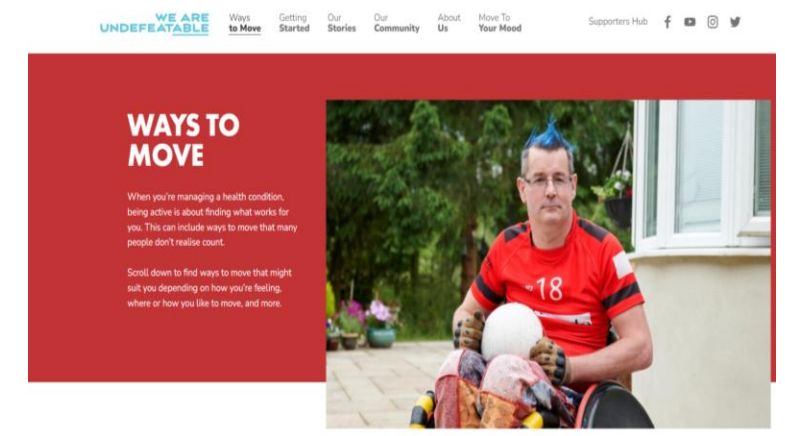 WE ARE
UNDEFEATABLE
Ways
to Move
Getting
Started
Our
Stories
Our
Community
About
Us
Move To
Your Mood
Supporters Hub
WAYS TO
MOVE
When you're managing a health condition,
being active is about finding what works for
you. This can include ways to move that many
people don't realise count.
Scroll down to find ways to move that might
suit you depending on how you're feeling,
where or how you like to move, and more.
18